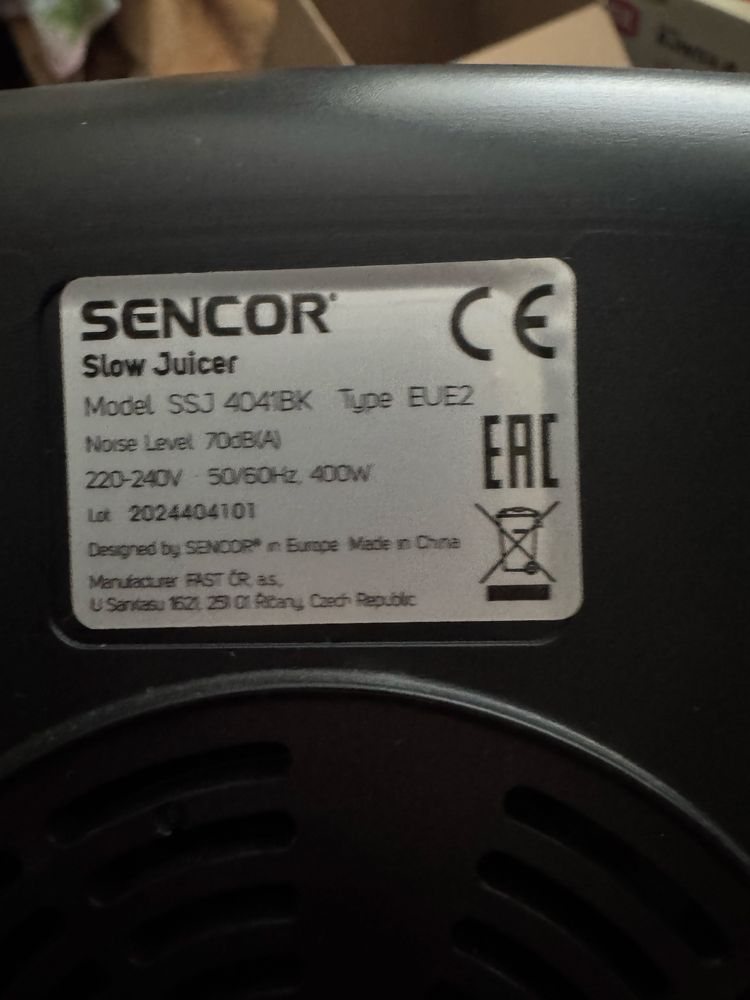 SENCOR®
Slow Juicer
Model SSJ 4041BK Type EUE2
Noise Level 70dB(A)
220-240V 50/60Hz, 400W
Lot 2024404101
Designed by SENCOR® in Europe Made in China
Manufacturer FAST ČR, a.s.,
U Sanitasu 1621, 251 01 Říčany, Czech Republic
CE
EAC